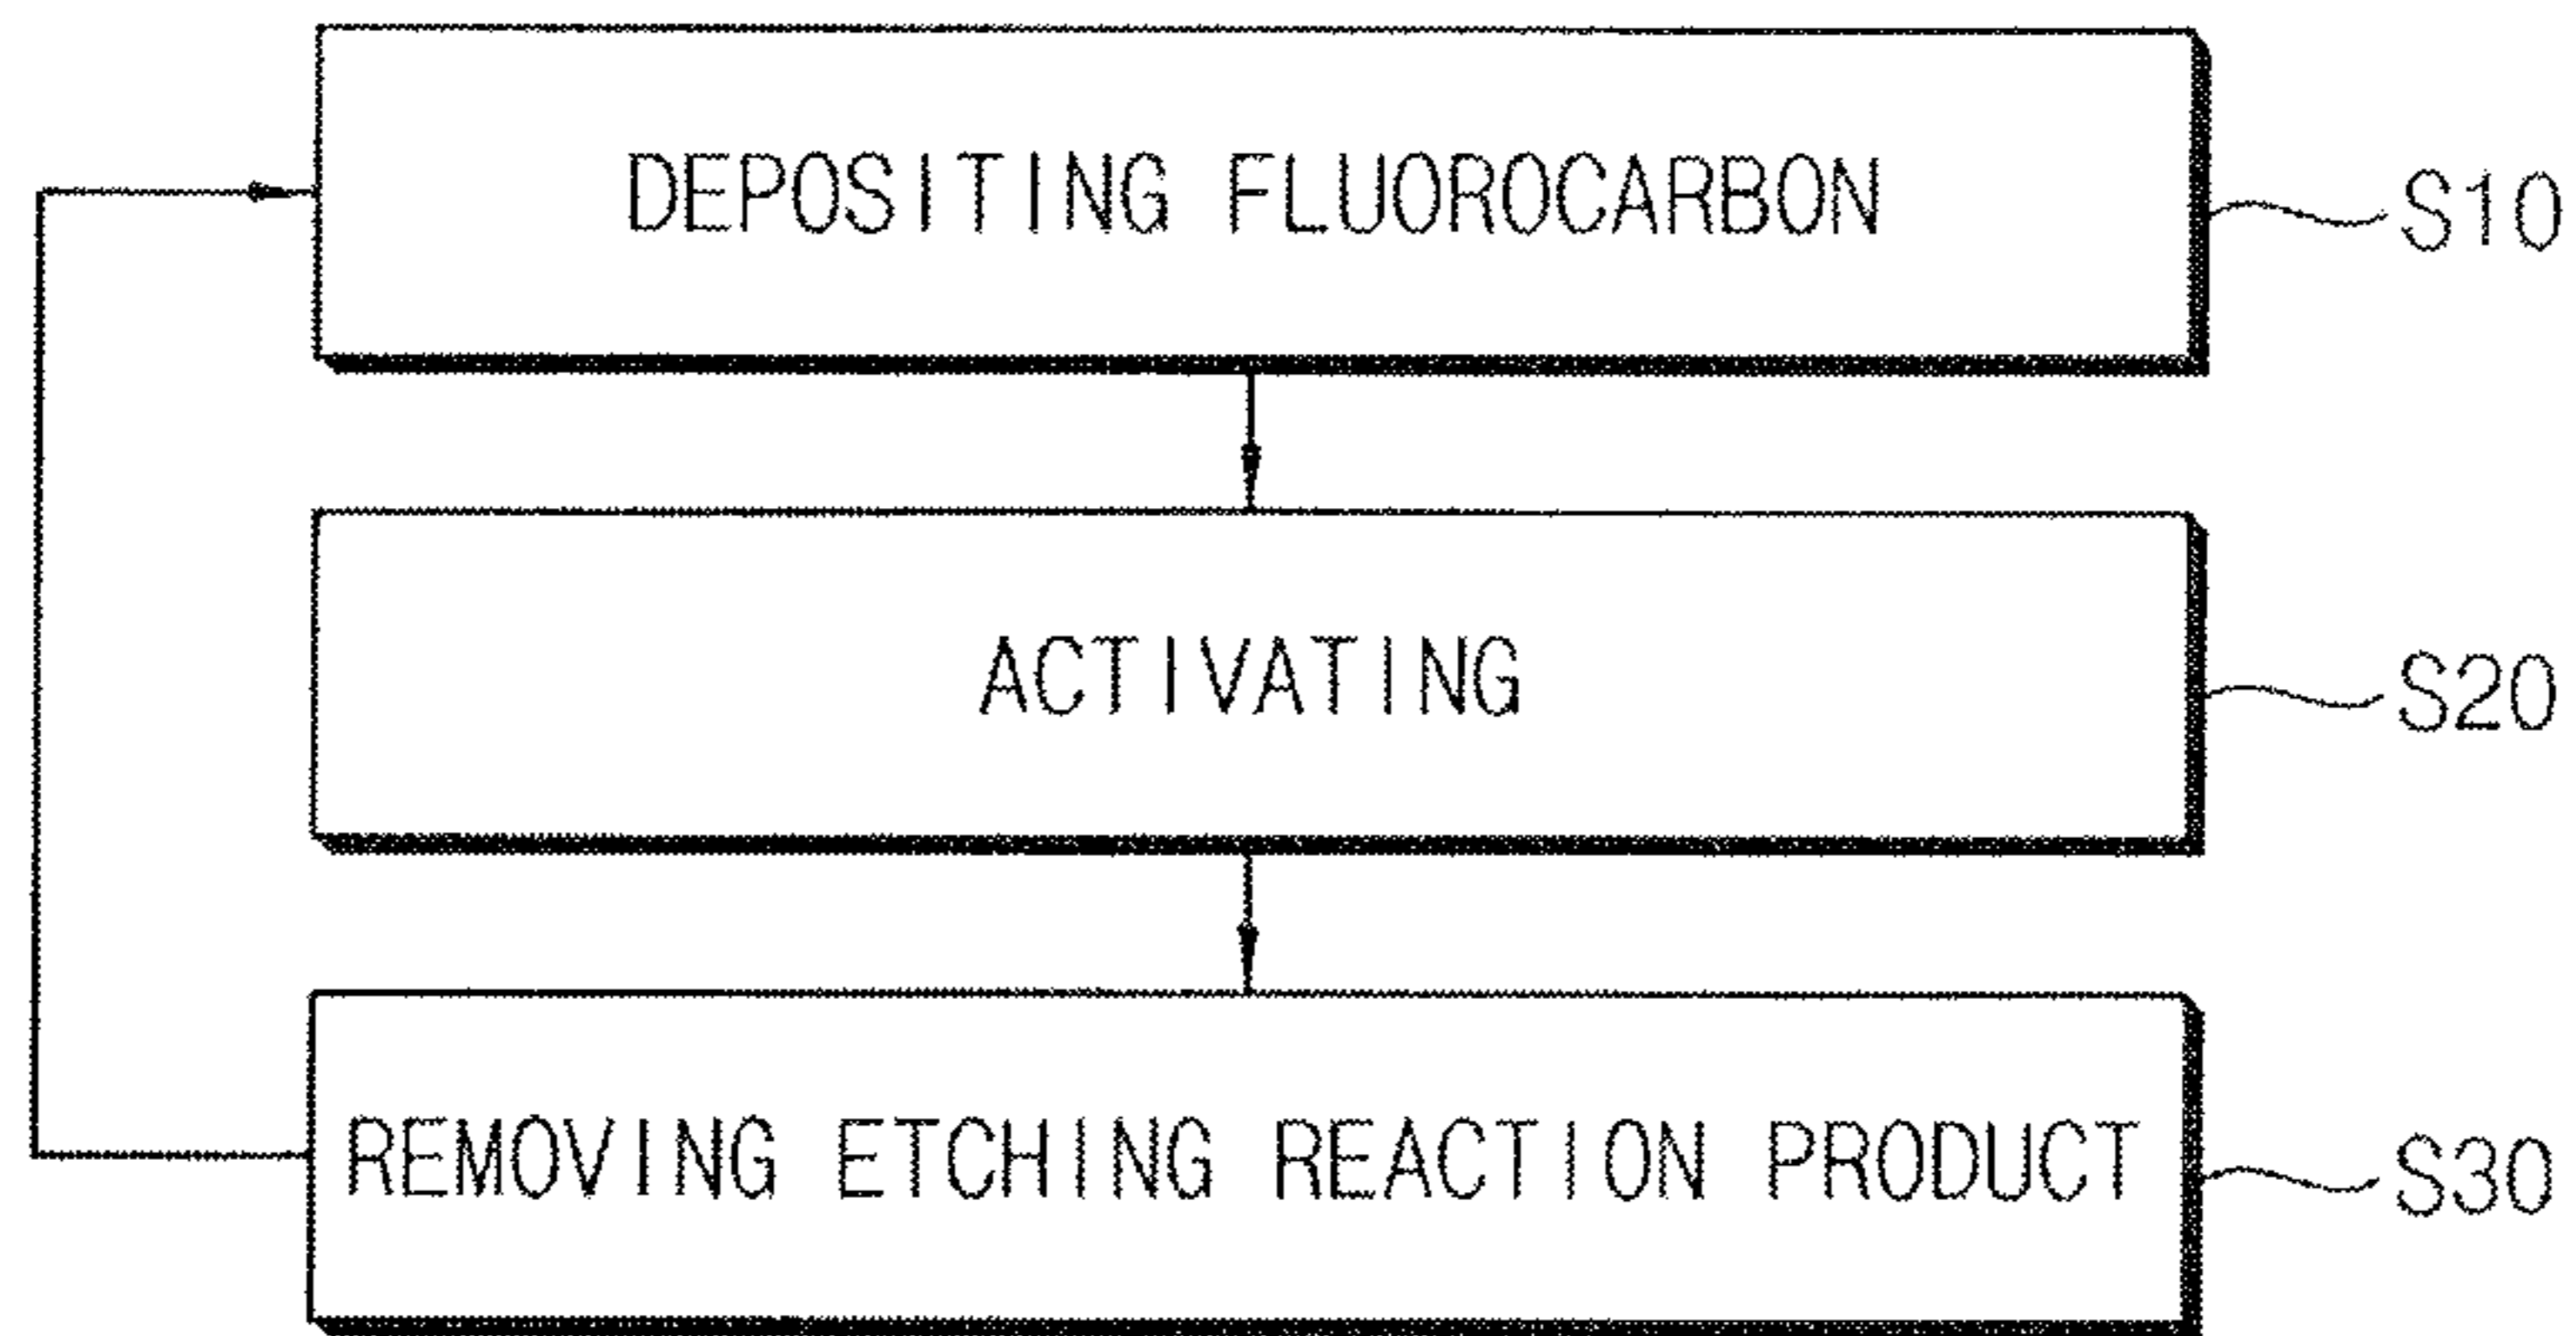 DEPOSITING FLUOROCARBON
S10
ACTIVATING
S20
REMOVING ETCHING REACTION PRODUCT
S30